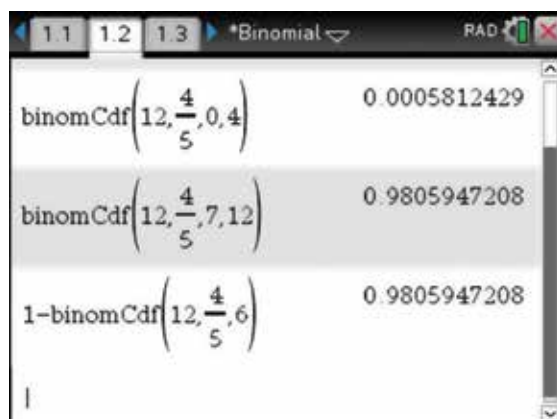 1.1 1.2 1.3 *Binomial RAD
binomCdf(12,4/5,0,4) 0.0005812429
binomCdf(12,4/5,7,12) 0.9805947208
1-binomCdf(12,4/5,6) 0.9805947208